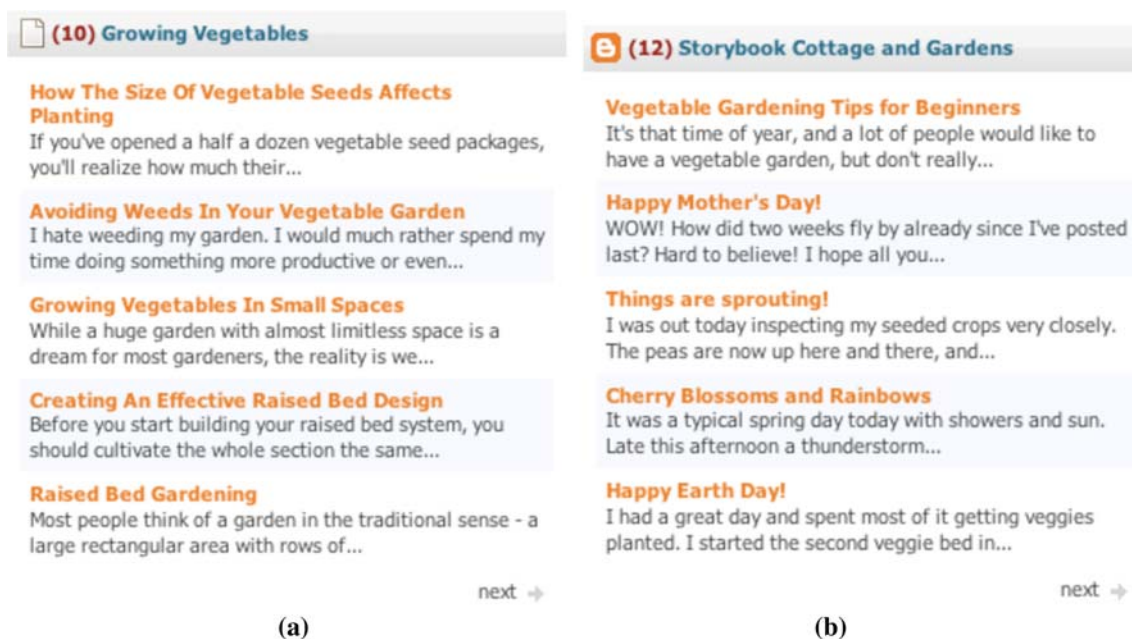 (10) Growing Vegetables
How The Size Of Vegetable Seeds Affects
Planting
If you've opened a half a dozen vegetable seed packages,
you'll realize how much their...
Avoiding Weeds In Your Vegetable Garden
I hate weeding my garden. I would much rather spend my
time doing something more productive or even...
Growing Vegetables In Small Spaces
While a huge garden with almost limitless space is a
dream for most gardeners, the reality is we...
Creating An Effective Raised Bed Design
Before you start building your raised bed system, you
should cultivate the whole section the same...
Raised Bed Gardening
Most people think of a garden in the traditional sense - a
large rectangular area with rows of...
next
(a)
(12) Storybook Cottage and Gardens
Vegetable Gardening Tips for Beginners
It's that time of year, and a lot of people would like to
have a vegetable garden, but don't really...
Happy Mother's Day!
WOW! How did two weeks fly by already since I've posted
last? Hard to believe! I hope all you...
Things are sprouting!
I was out today inspecting my seeded crops very closely.
The peas are now up here and there, and...
Cherry Blossoms and Rainbows
It was a typical spring day today with showers and sun.
Late this afternoon a thunderstorm...
Happy Earth Day!
I had a great day and spent most of it getting veggies
planted. I started the second veggie bed in...
next
(b)